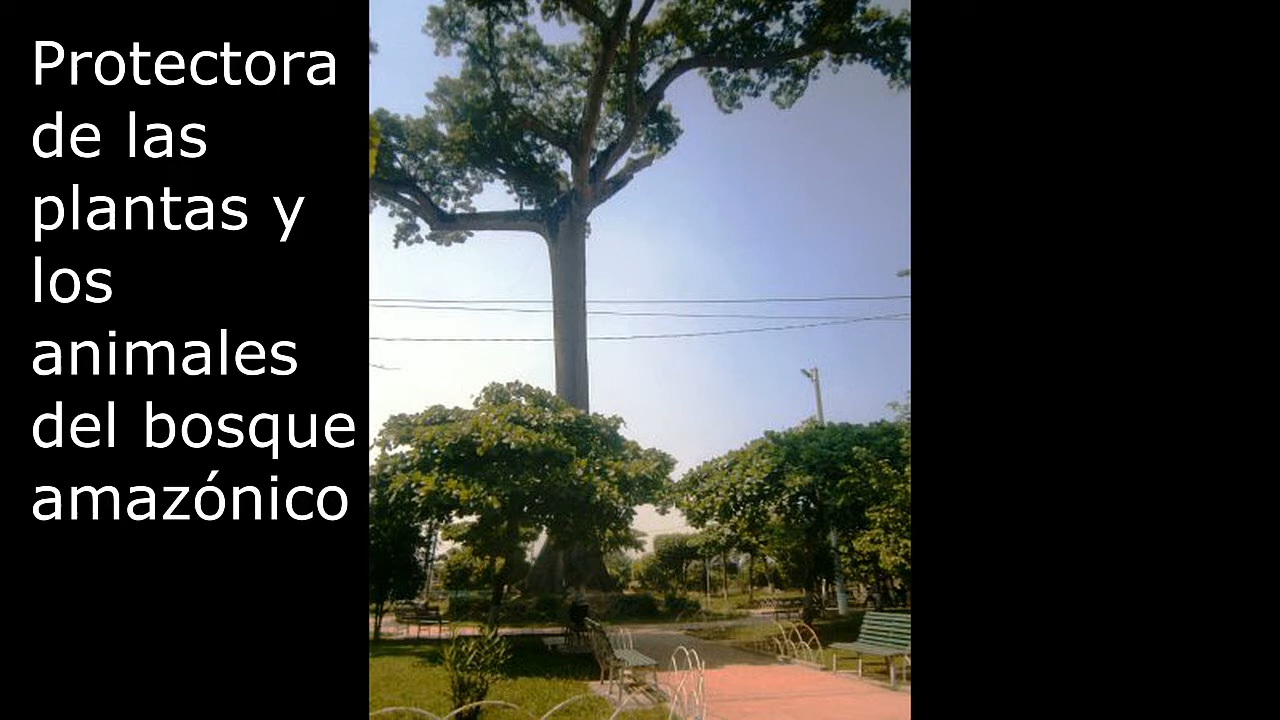 Protectora
de las
plantas y
los
animales
del bosque
amazónico